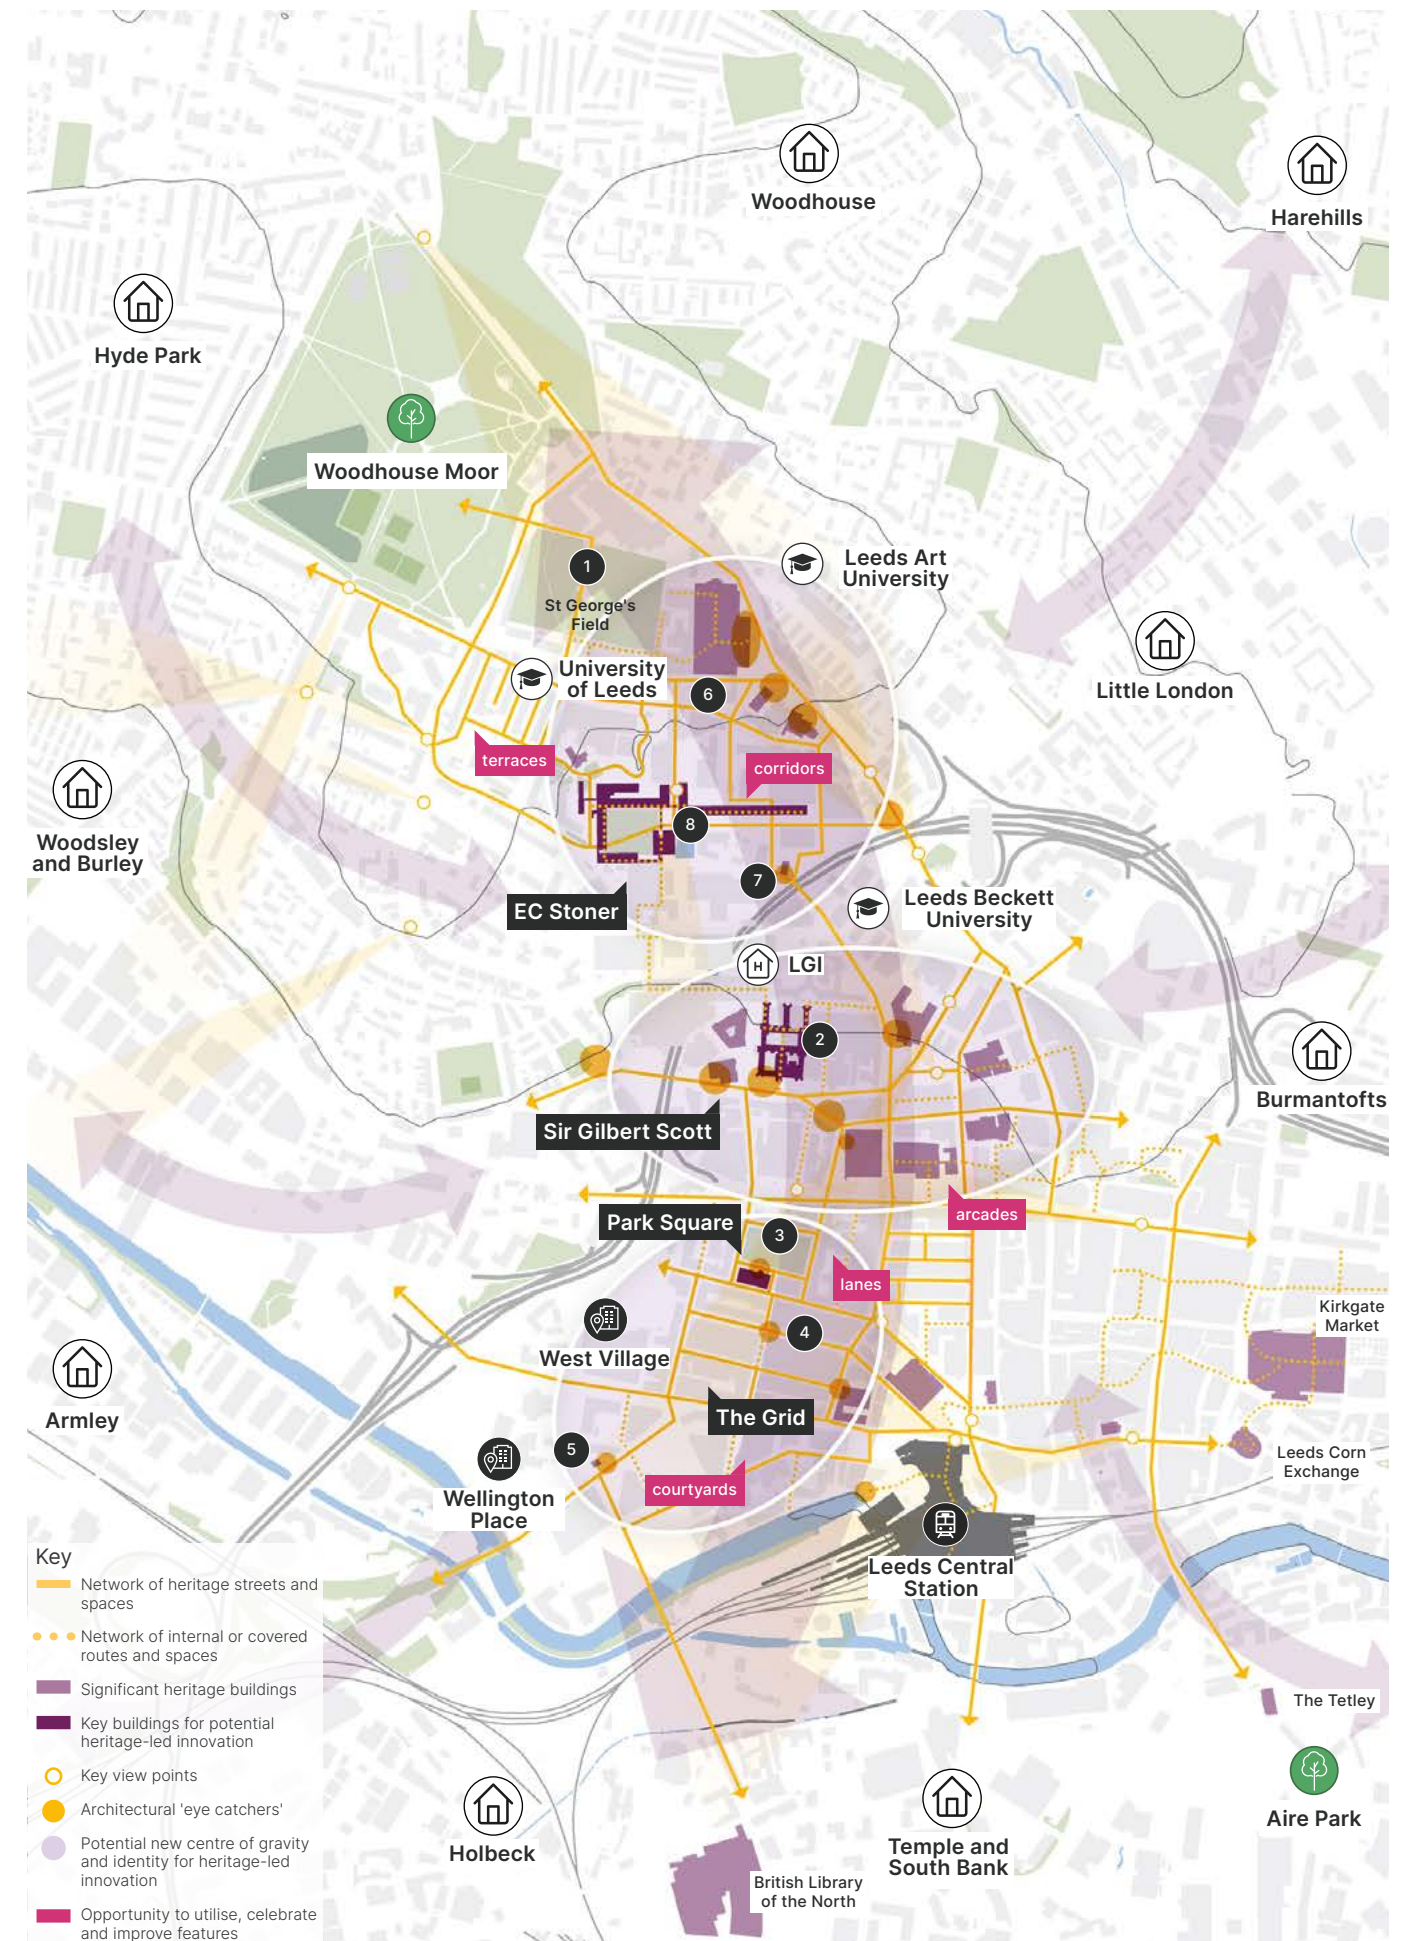 Woodhouse
Harehills
Hyde Park
Woodhouse Moor
Leeds Art
University
1
St George's
Field
University
of Leeds
6
Little London
terraces
corridors
Woodsley
and Burley
8
7
EC Stoner
Leeds Beckett
University
H
LGI
2
Burmantofts
Sir Gilbert Scott
arcades
Park Square
3
lanes
Kirkgate
Market
4
West Village
Armley
The Grid
5
Leeds Corn
Exchange
courtyards
Wellington
Place
Leeds Central
Station
Key
Network of heritage streets and
spaces
Network of internal or covered
routes and spaces
Significant heritage buildings
Key buildings for potential
heritage-led innovation
Key view points
Architectural 'eye catchers'
Potential new centre of gravity
and identity for heritage-led
innovation
Opportunity to utilise, celebrate
and improve features
The Tetley
Aire Park
Holbeck
Temple and
South Bank
British Library
of the North